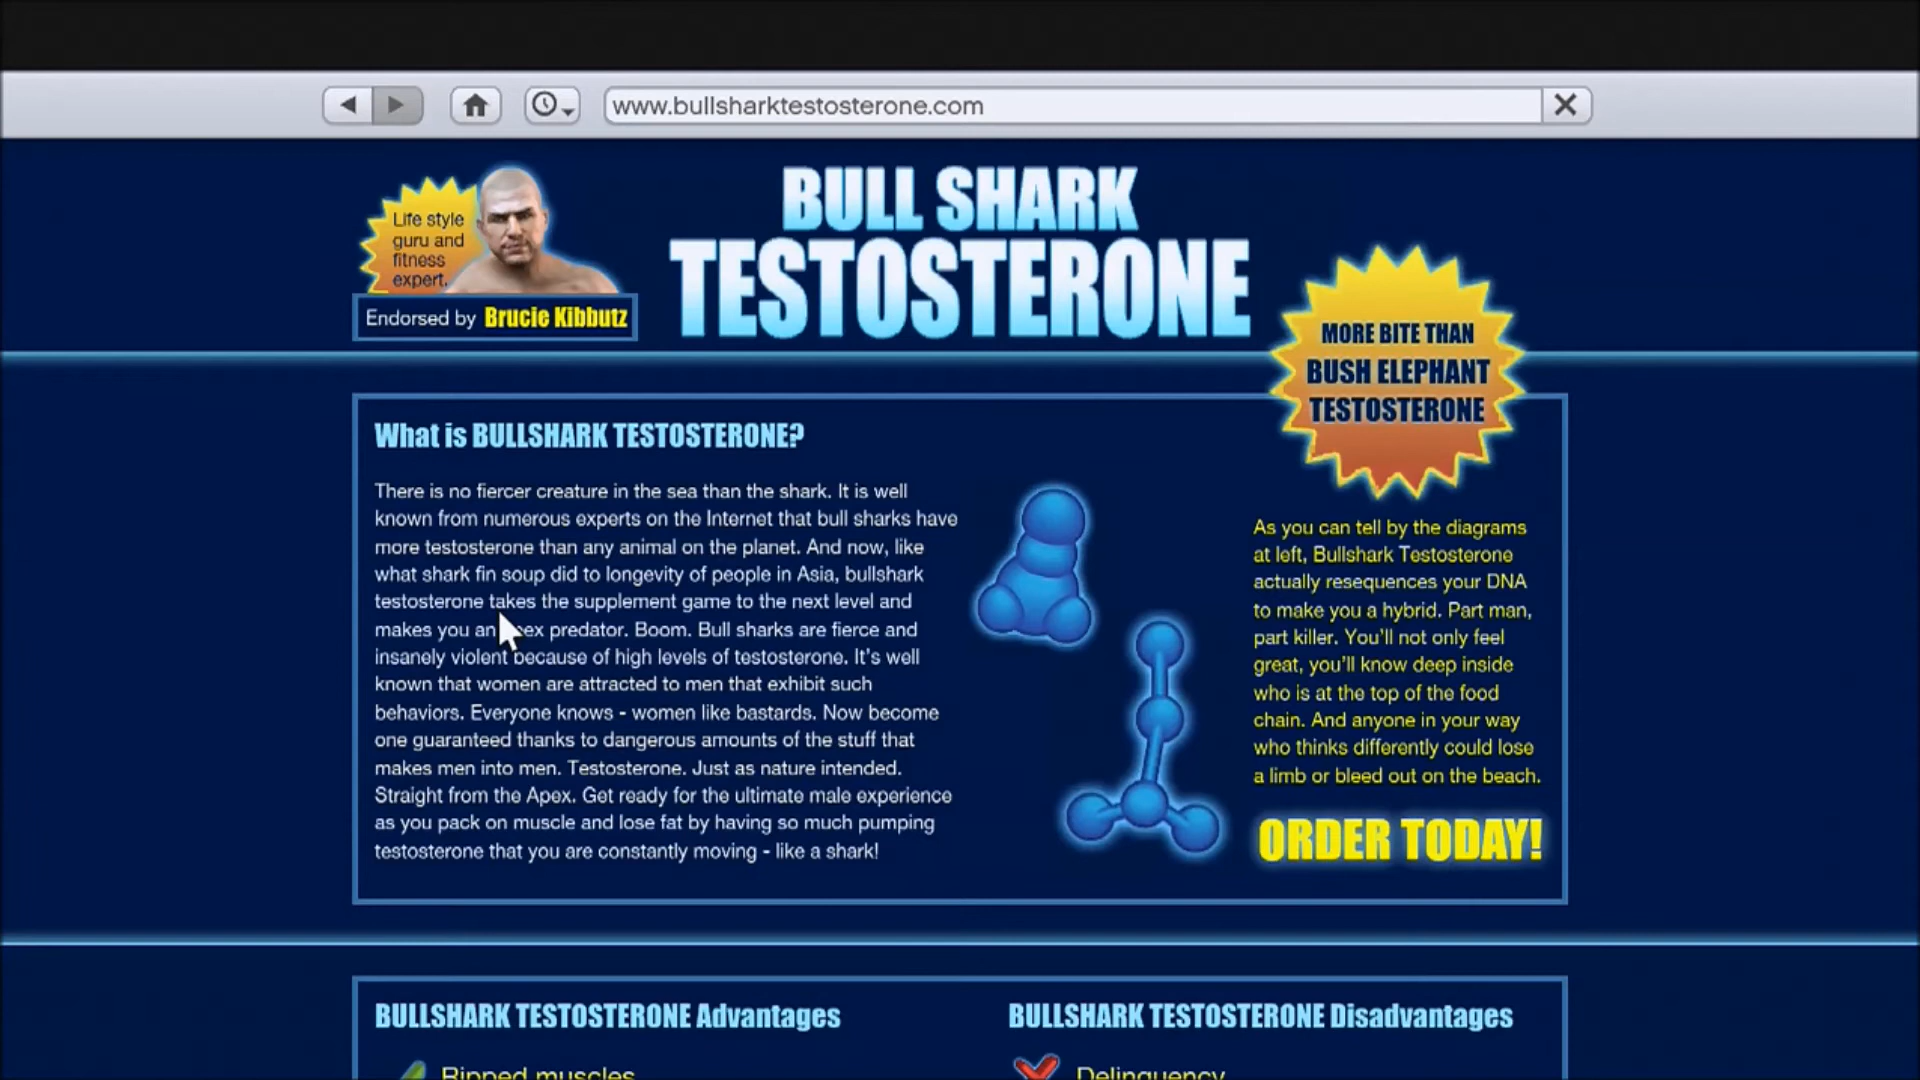 www.bullsharktestosterone.com
Life style
guru and
fitness
expert.
Endorsed by Brucie Kibbutz
BULL SHARK
TESTOSTERONE
MORE BITE THAN
BUSH ELEPHANT
TESTOSTERONE
What is BULLSHARK TESTOSTERONE?
There is no fiercer creature in the sea than the shark. It is well
known from numerous experts on the Internet that bull sharks have
more testosterone than any animal on the planet. And now, like
what shark fin soup did to longevity of people in Asia, bullshark
testosterone takes the supplement game to the next level and
makes you an predator. Boom. Bull sharks are fierce and
insanely violent because of high levels of testosterone. It's well
known that women are attracted to men that exhibit such
behaviors. Everyone knows - women like bastards. Now become
one guaranteed thanks to dangerous amounts of the stuff that
makes men into men. Testosterone. Just as nature intended.
Straight from the Apex. Get ready for the ultimate male experience
as you pack on muscle and lose fat by having so much pumping
testosterone that you are constantly moving - like a shark!
As you can tell by the diagrams
at left, Bullshark Testosterone
actually resequences your DNA
to make you a hybrid. Part man,
part killer. You'll not only feel
great, you'll know deep inside
who is at the top of the food
chain. And anyone in your way
who thinks differently could lose
a limb or bleed out on the beach.
ORDER TODAY!
BULLSHARK TESTOSTERONE Advantages
Ripped muscles
BULLSHARK TESTOSTERONE Disadvantages
Delinquency